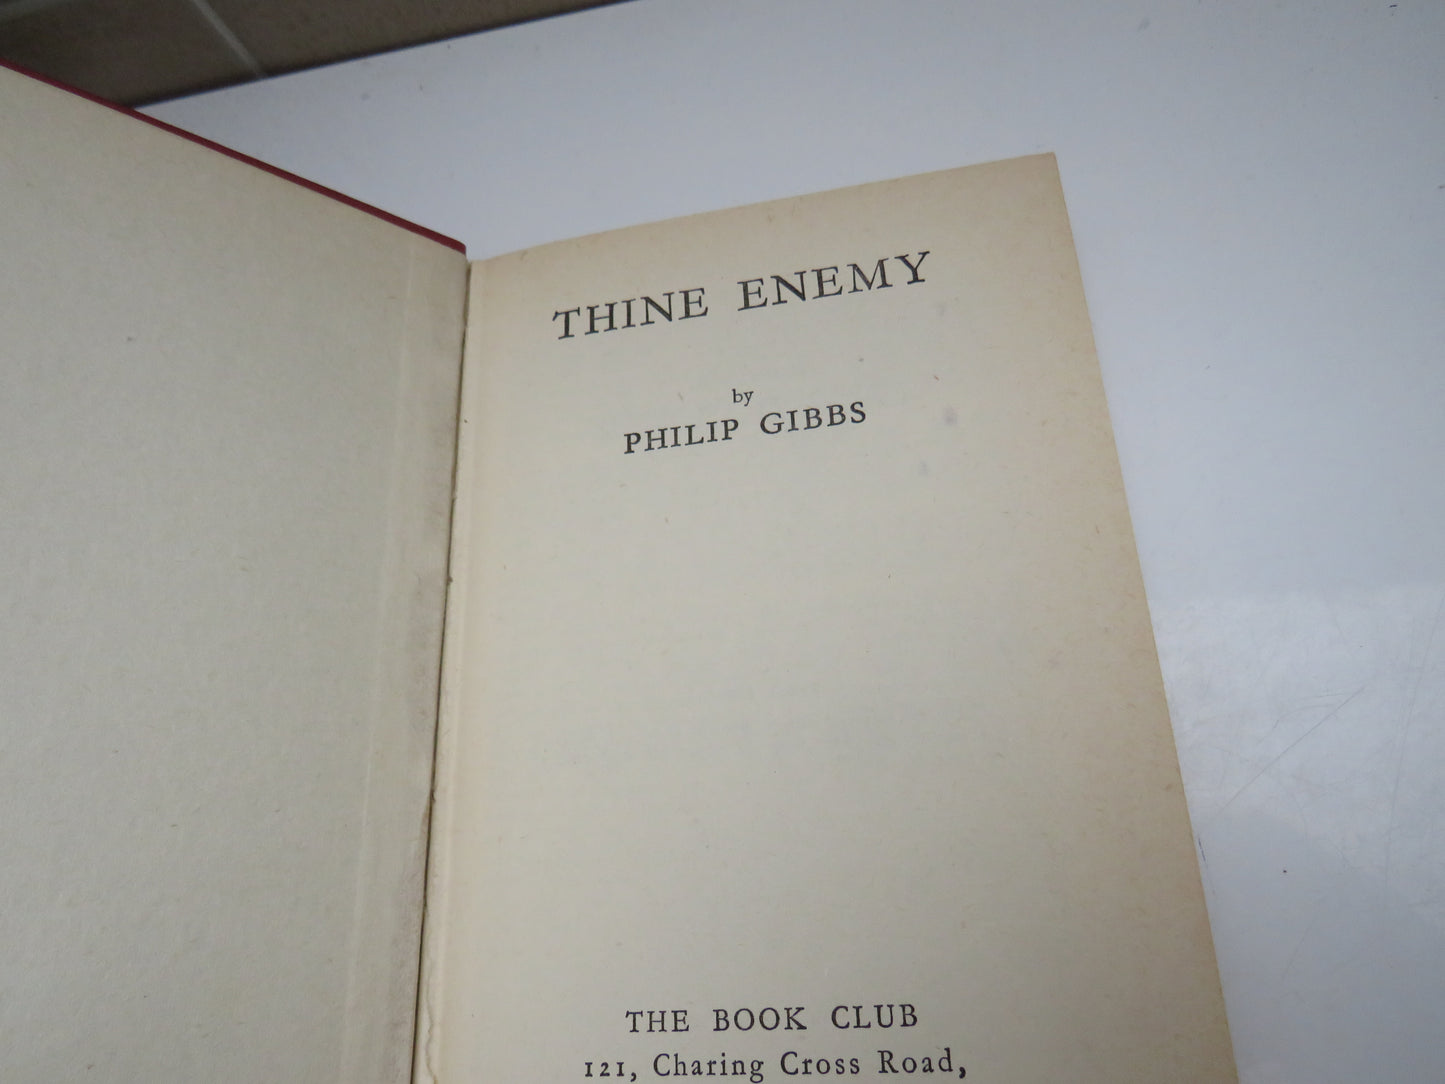 THINE ENEMY
by
PHILIP GIBBS
THE BOOK CLUB
121, Charing Cross Road,